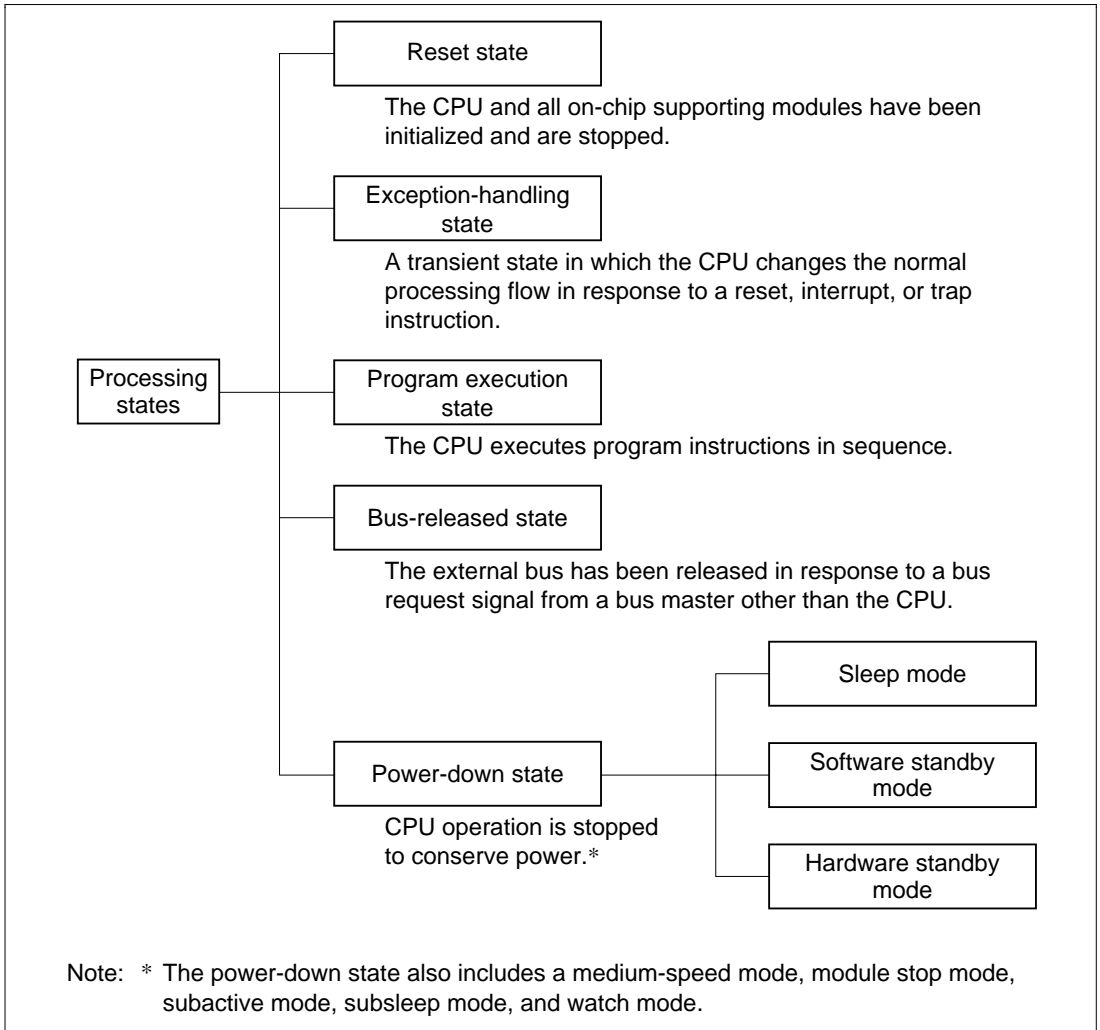 Reset state
The CPU and all on-chip supporting modules have been
initialized and are stopped.
Exception-handling
state
A transient state in which the CPU changes the normal
processing flow in response to a reset, interrupt, or trap
instruction.
Processing
states
Program execution
state
The CPU executes program instructions in sequence.
Bus-released state
The external bus has been released in response to a bus
request signal from a bus master other than the CPU.
Sleep mode
Power-down state
CPU operation is stopped
to conserve power.*
Software standby
mode
Hardware standby
mode
Note: * The power-down state also includes a medium-speed mode, module stop mode,
subactive mode, subsleep mode, and watch mode.